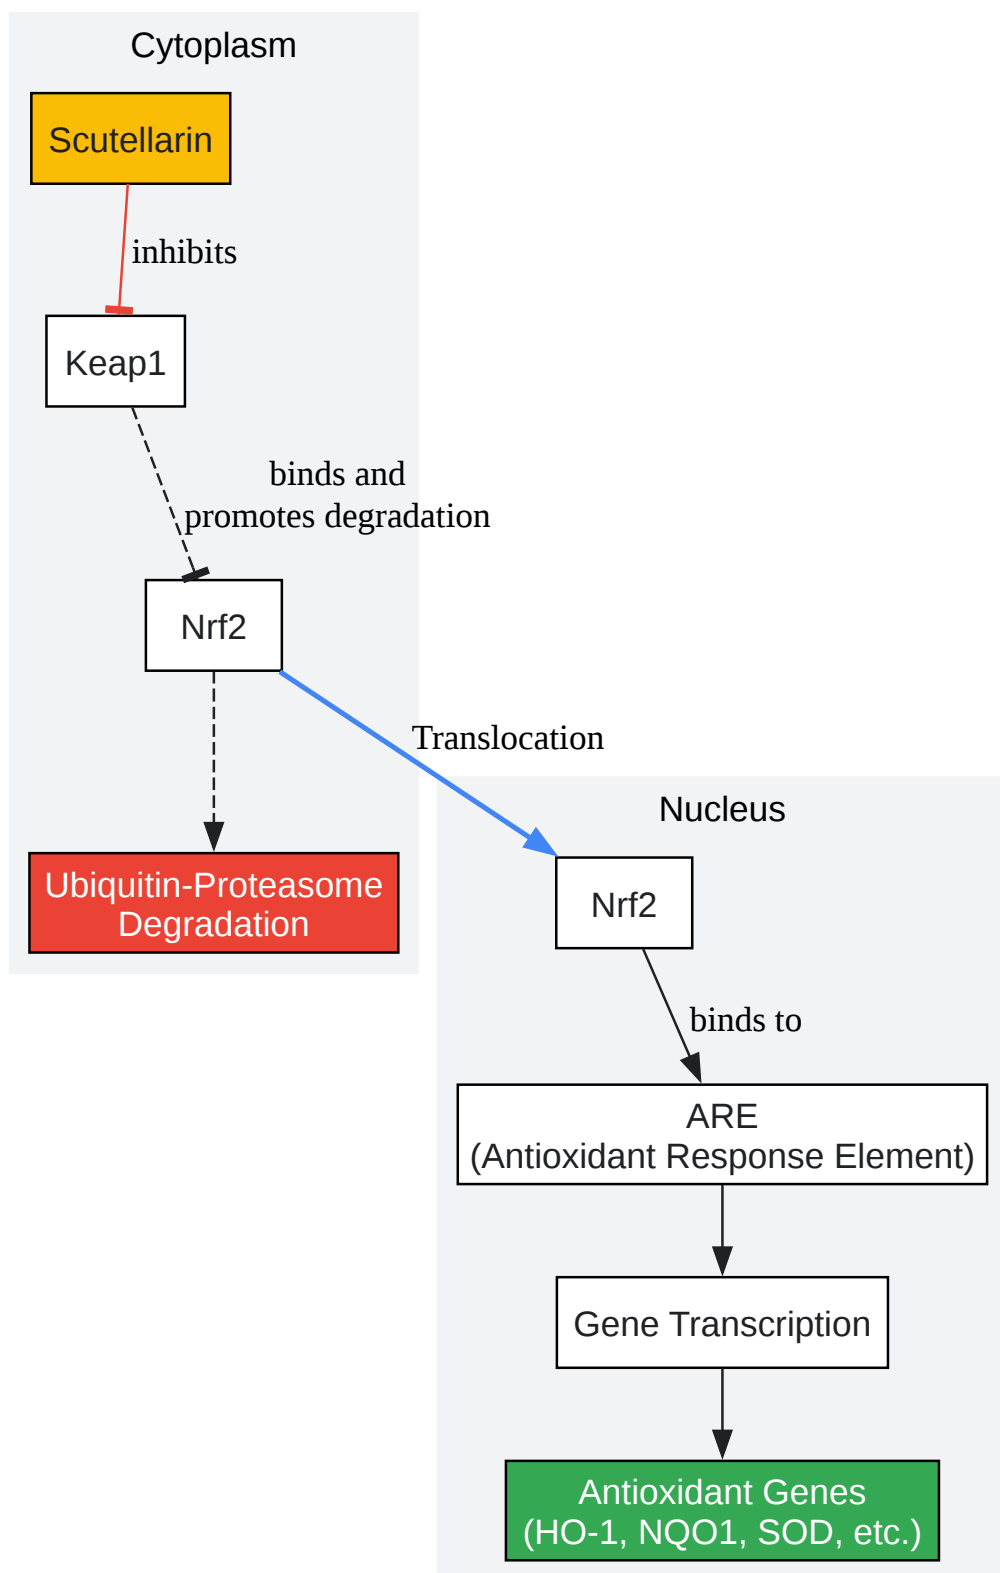 Cytoplasm
Scutellarin
inhibits
Keap1
binds and
promotes degradation
Nrf2
Translocation
Ubiquitin-Proteasome
Degradation
Nucleus
Nrf2
binds to
ARE
(Antioxidant Response Element)
Gene Transcription
Antioxidant Genes
(HO-1, NQO1, SOD, etc.)